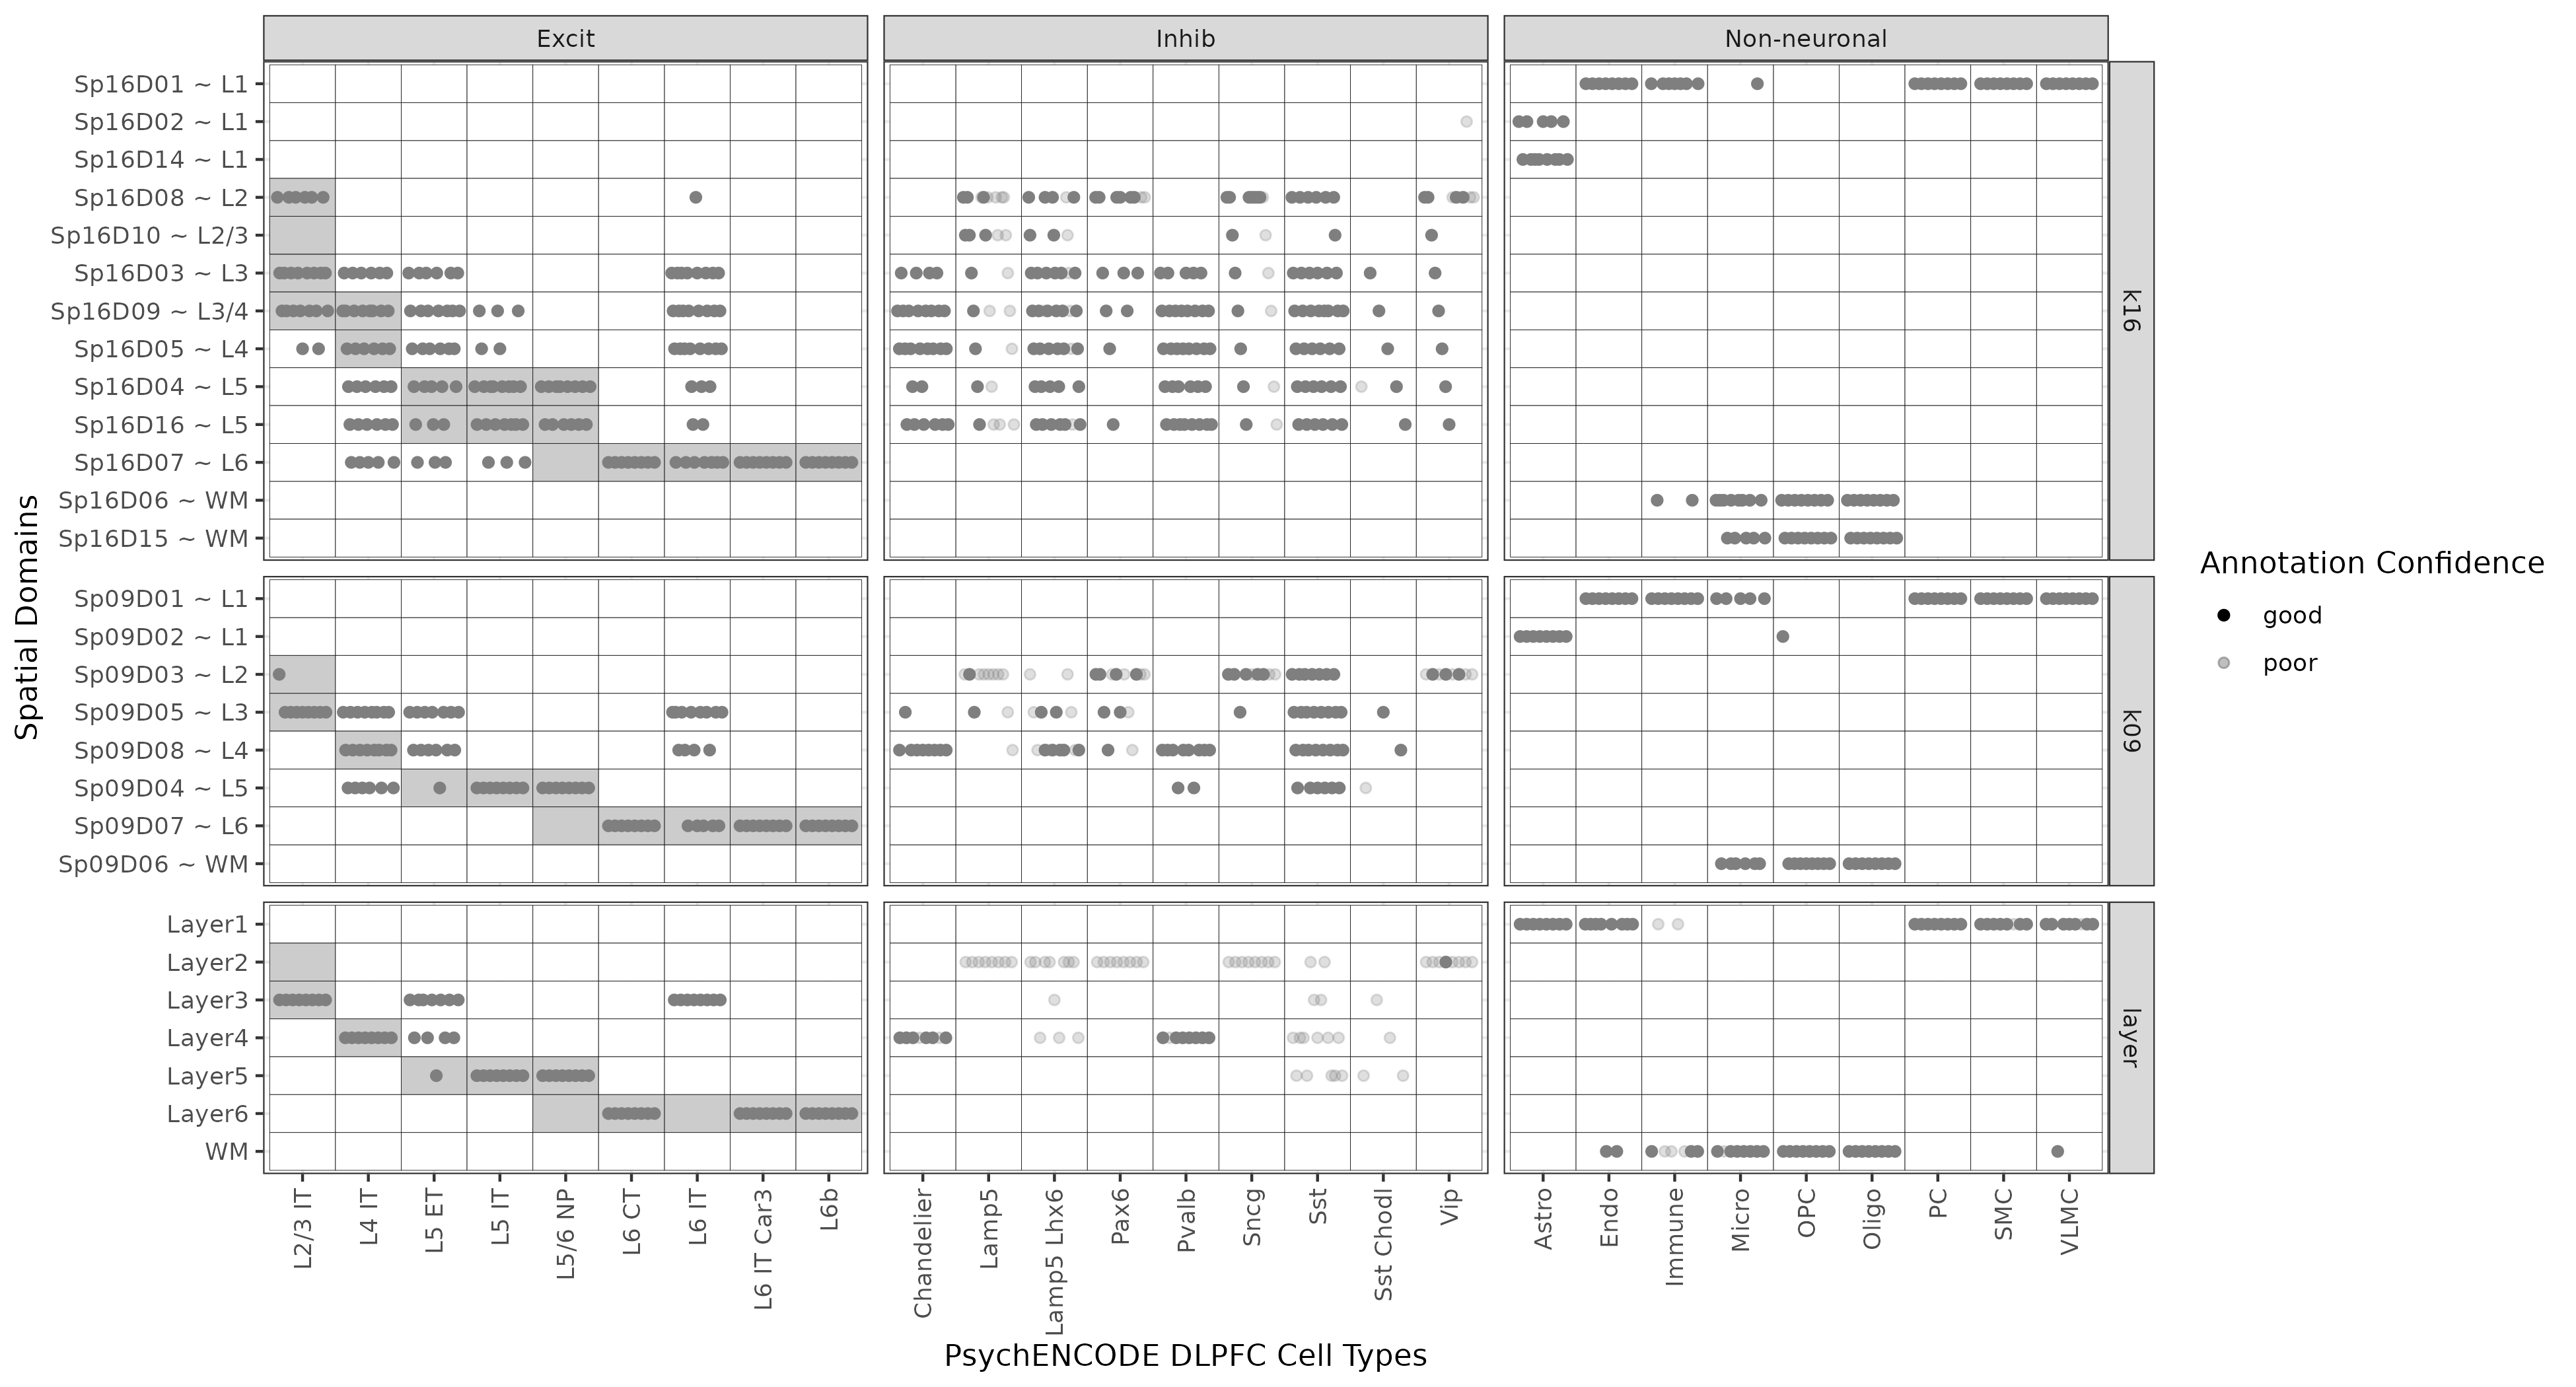 Excit
Inhib
Non-neuronal
Spatial Domains
Sp16D01 ~ L1
Sp16D02 ~ L1
Sp16D14 ~ L1
Sp16D08 ~ L2
Sp16D10 ~ L2/3
Sp16D03 ~ L3
Sp16D09 ~ L3/4
Sp16D05 ~ L4
Sp16D04 ~ L5
Sp16D16 ~ L5
Sp16D07 ~ L6
Sp16D06 ~ WM
Sp16D15 ~ WM
k16
Sp09D01 ~ L1
Sp09D02 ~ L1
Sp09D03 ~ L2
Sp09D05 ~ L3
Sp09D08 ~ L4
Sp09D04 ~ L5
Sp09D07 ~ L6
Sp09D06 ~ WM
k09
Layer1
Layer2
Layer3
Layer4
Layer5
Layer6
WM
layer
L2/3 IT
L4 IT
L5 ET
L5 IT
L5/6 NP
L6 CT
L6 IT
L6 IT Car3
L6b
Chandelier
Lamp5
Lamp5 Lhx6
Pax6
Pvalb
Sncg
Sst
Sst Chodl
Vip
Astro
Endo
Immune
Micro
OPC
Oligo
PC
SMC
VLMC
PsychENCODE DLPFC Cell Types
Annotation Confidence
good
poor